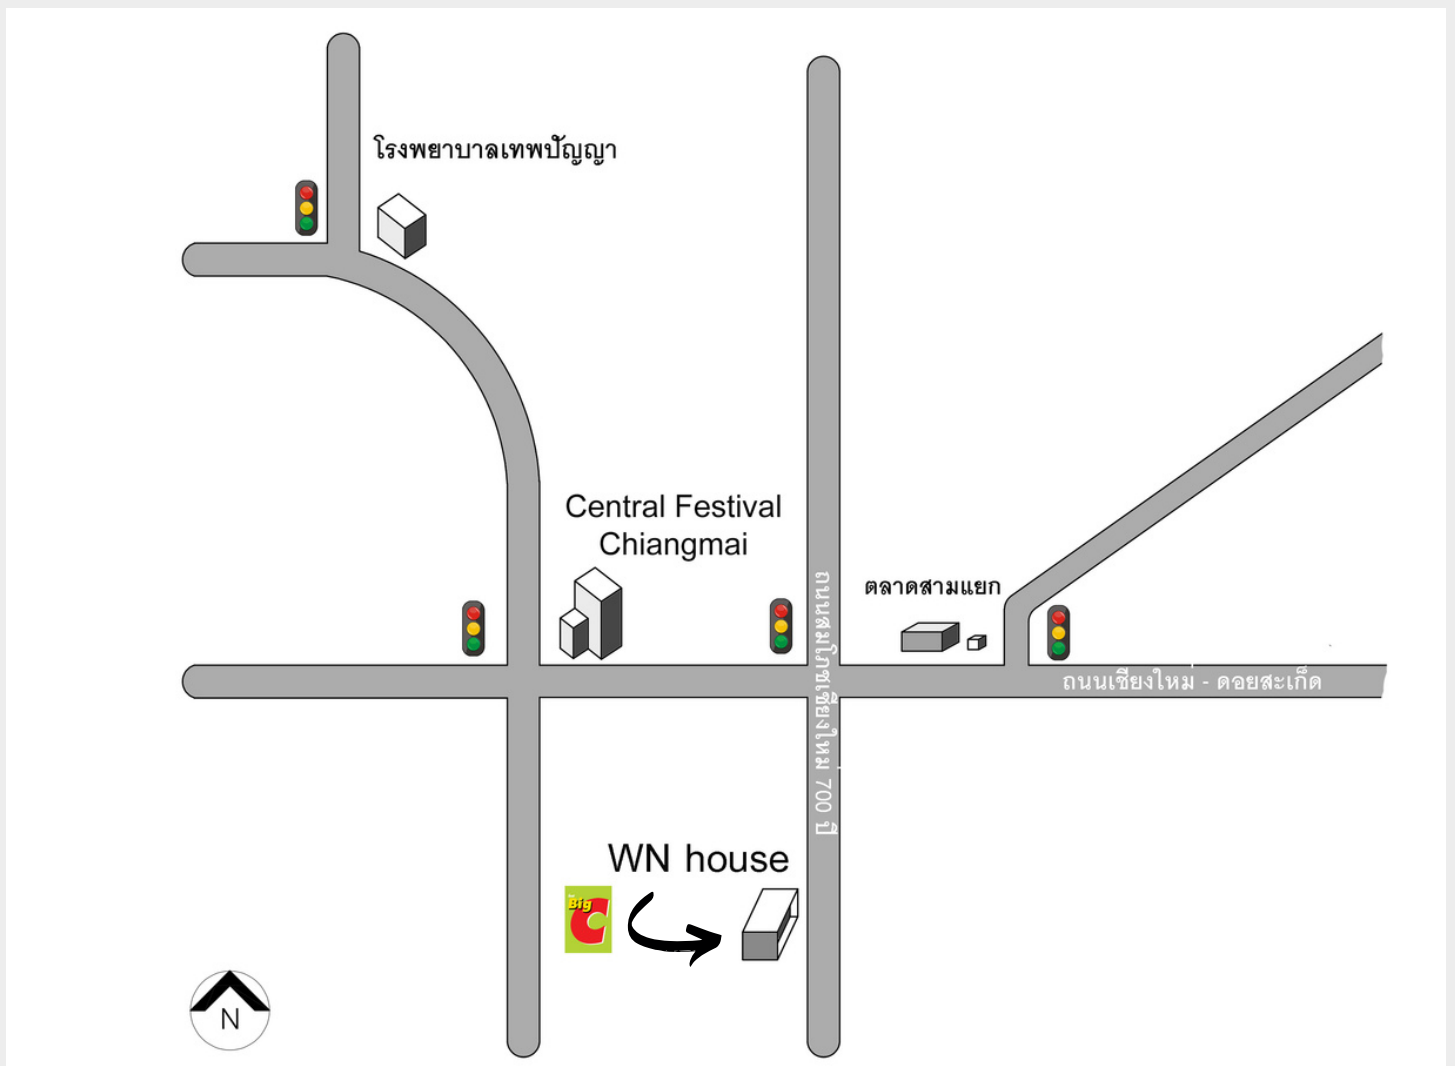 โรงพยาบาลเทพปัญญา
Central Festival
Chiangmai
ตลาดสามแยก
ถนนสมโภชเชียงใหม่ 700 ปี
ถนนเชียงใหม่ - ดอยสะเก็ด
WN house
Big
C
N